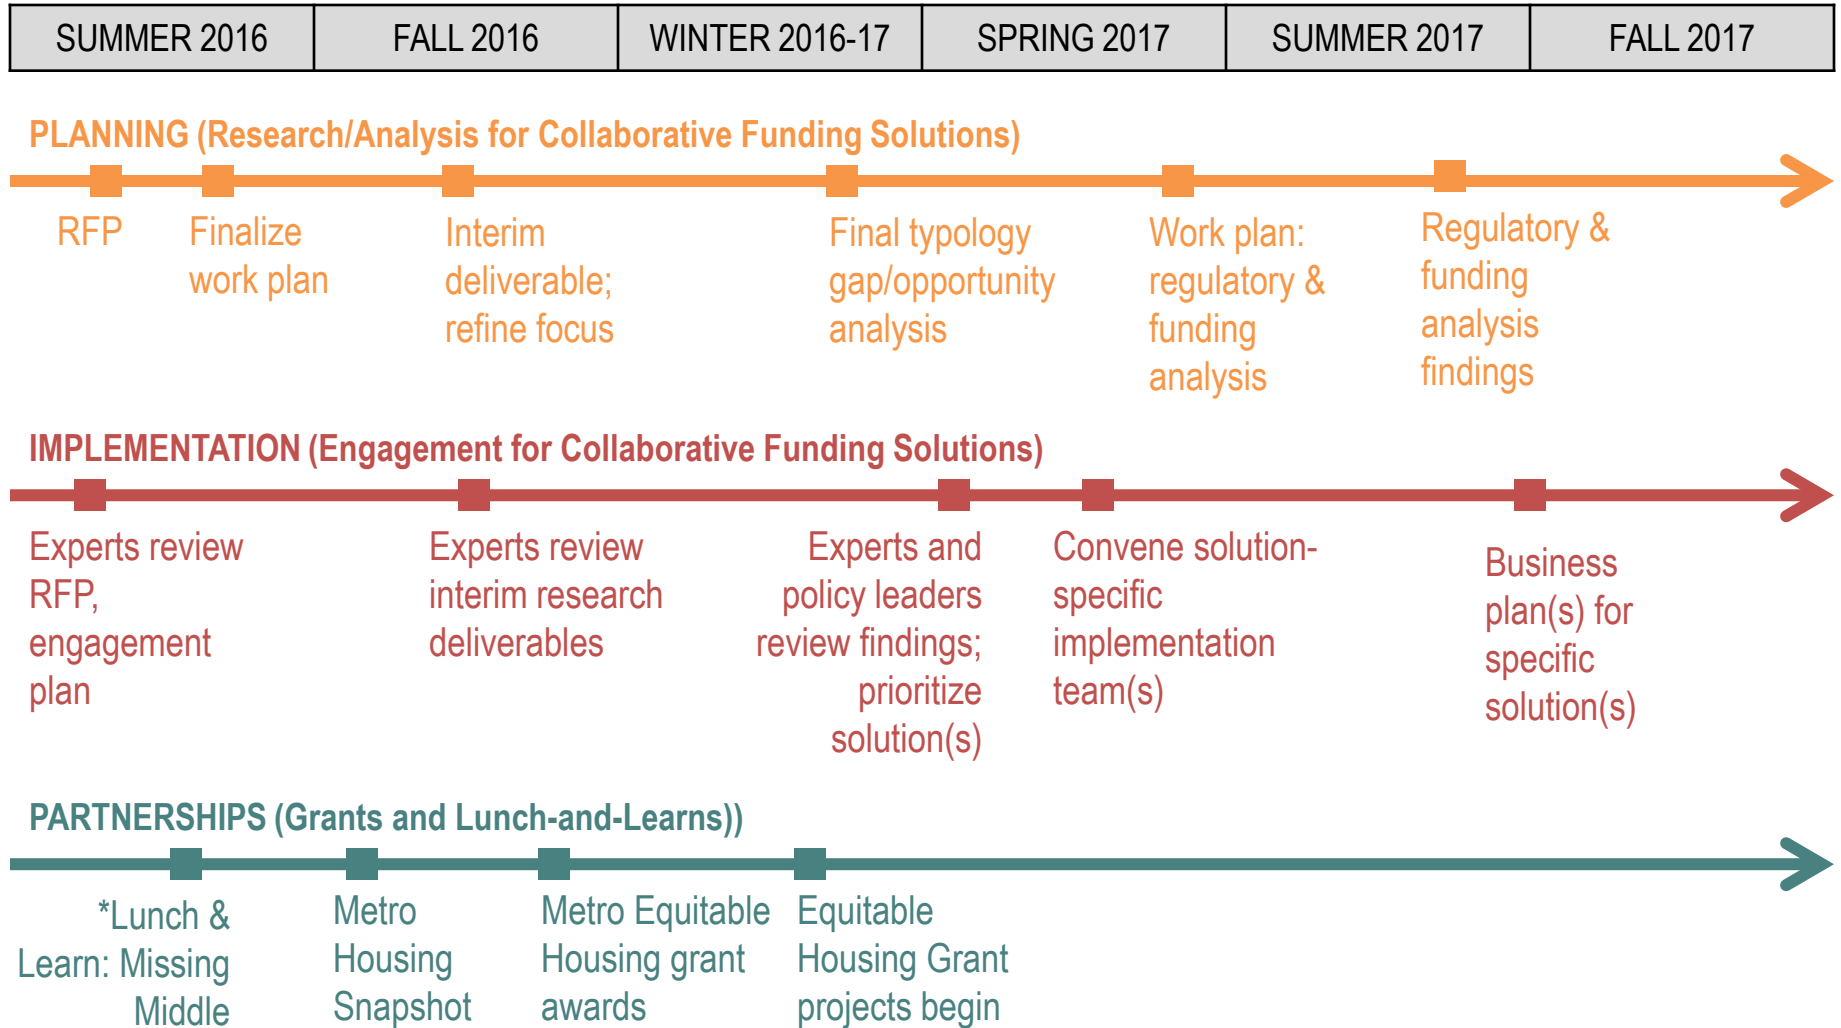 SUMMER 2016
FALL 2016
WINTER 2016-17
SPRING 2017
SUMMER 2017
FALL 2017
PLANNING (Research/Analysis for Collaborative Funding Solutions)
RFP
Finalize
work plan
Interim
deliverable;
refine focus
Final typology
gap/opportunity
analysis
Work plan:
regulatory &
funding
analysis
Regulatory &
funding
analysis
findings
IMPLEMENTATION (Engagement for Collaborative Funding Solutions)
Experts review
RFP,
engagement
plan
Experts review
interim research
deliverables
Experts and
policy leaders
review findings;
prioritize
solution(s)
Convene solution-
specific
implementation
team(s)
Business
plan(s) for
specific
solution(s)
PARTNERSHIPS (Grants and Lunch-and-Learns))
*Lunch &
Learn: Missing
Middle
Metro
Housing
Snapshot
Metro Equitable
Housing grant
awards
Equitable
Housing Grant
projects begin